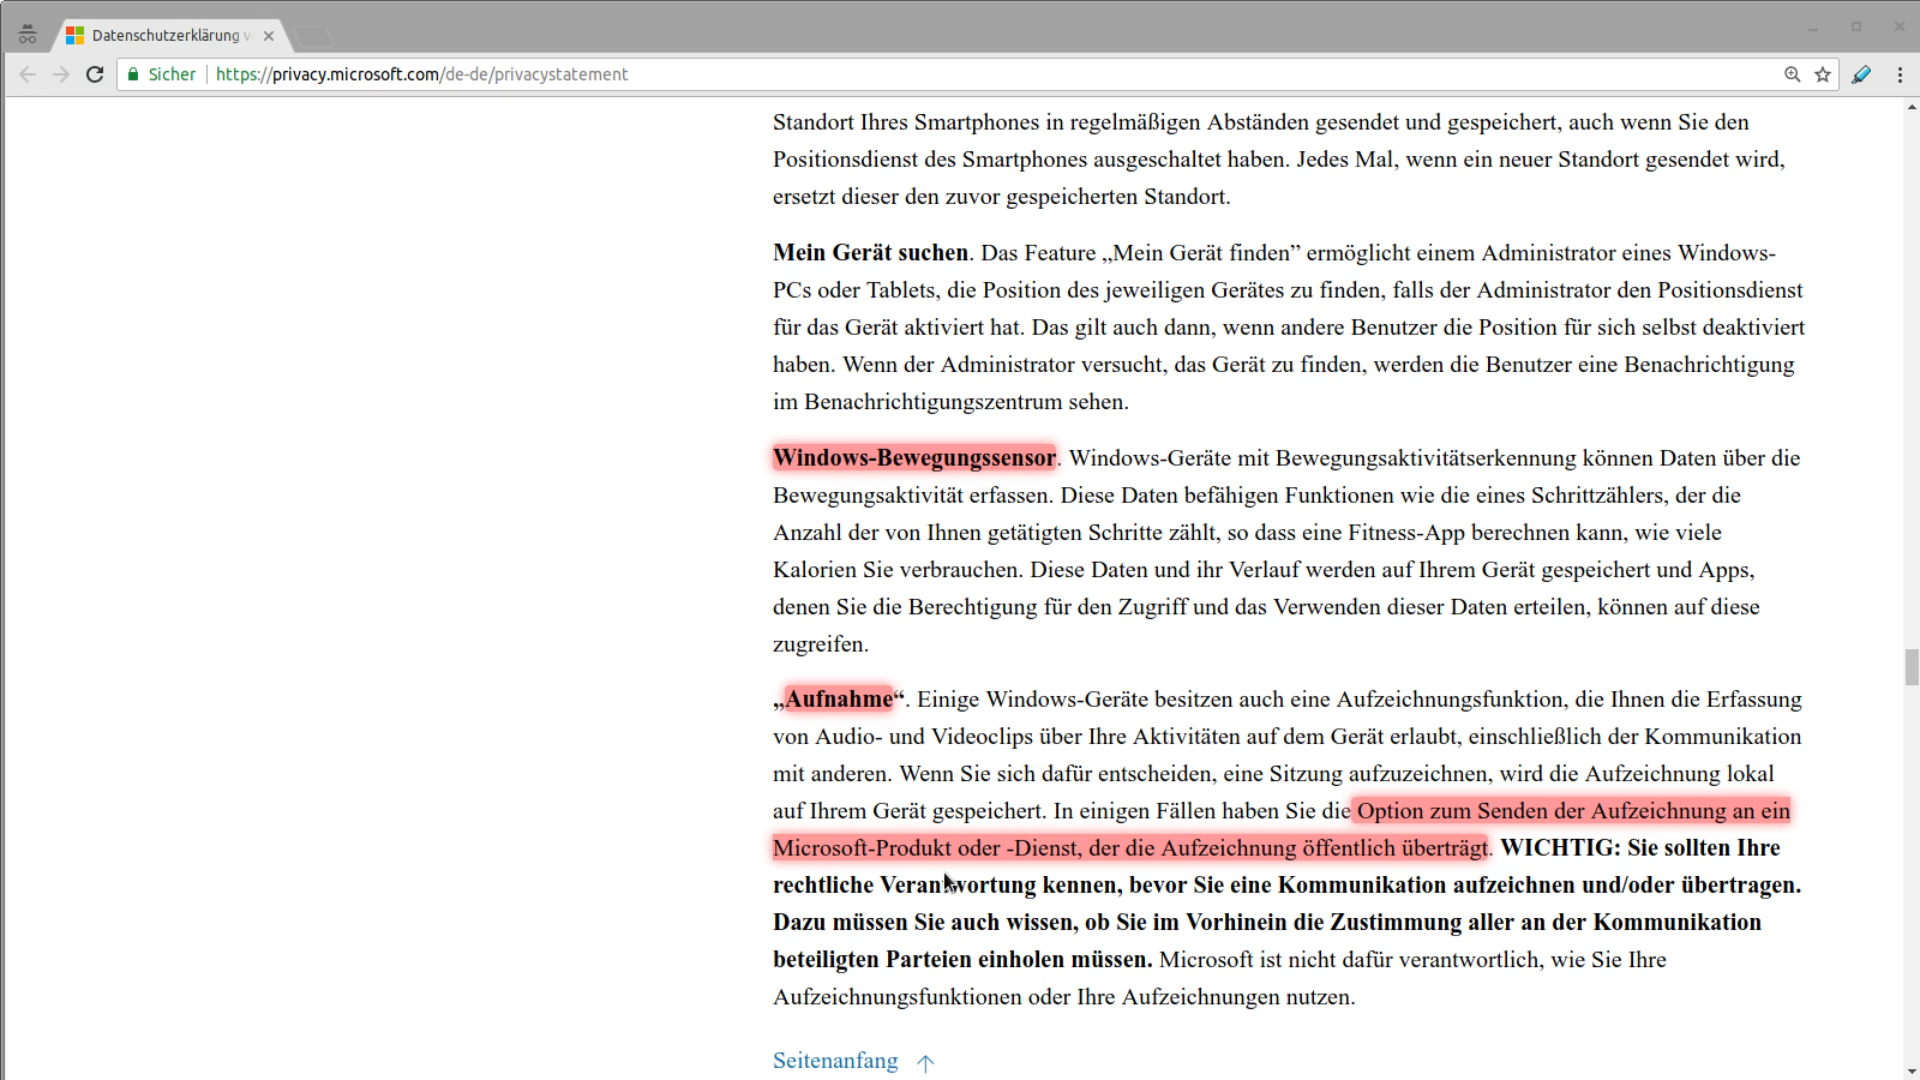 Datenschutzerklärung v
Sicher
https://privacy.microsoft.com/de-de/privacystatement
Standort Ihres Smartphones in regelmäßigen Abständen gesendet und gespeichert, auch wenn Sie den
Positionsdienst des Smartphones ausgeschaltet haben. Jedes Mal, wenn ein neuer Standort gesendet wird,
ersetzt dieser den zuvor gespeicherten Standort.
Mein Gerät suchen. Das Feature „Mein Gerät finden” ermöglicht einem Administrator eines Windows-
PCs oder Tablets, die Position des jeweiligen Gerätes zu finden, falls der Administrator den Positionsdienst
für das Gerät aktiviert hat. Das gilt auch dann, wenn andere Benutzer die Position für sich selbst deaktiviert
haben. Wenn der Administrator versucht, das Gerät zu finden, werden die Benutzer eine Benachrichtigung
im Benachrichtigungszentrum sehen.
Windows-Bewegungssensor. Windows-Geräte mit Bewegungsaktivitätserkennung können Daten über die
Bewegungsaktivität erfassen. Diese Daten befähigen Funktionen wie die eines Schrittzählers, der die
Anzahl der von Ihnen getätigten Schritte zählt, so dass eine Fitness-App berechnen kann, wie viele
Kalorien Sie verbrauchen. Diese Daten und ihr Verlauf werden auf Ihrem Gerät gespeichert und Apps,
denen Sie die Berechtigung für den Zugriff und das Verwenden dieser Daten erteilen, können auf diese
zugreifen.
„Aufnahme“. Einige Windows-Geräte besitzen auch eine Aufzeichnungsfunktion, die Ihnen die Erfassung
von Audio- und Videoclips über Ihre Aktivitäten auf dem Gerät erlaubt, einschließlich der Kommunikation
mit anderen. Wenn Sie sich dafür entscheiden, eine Sitzung aufzuzeichnen, wird die Aufzeichnung lokal
auf Ihrem Gerät gespeichert. In einigen Fällen haben Sie die Option zum Senden der Aufzeichnung an ein
Microsoft-Produkt oder -Dienst, der die Aufzeichnung öffentlich überträgt. WICHTIG: Sie sollten Ihre
rechtliche Verantwortung kennen, bevor Sie eine Kommunikation aufzeichnen und/oder übertragen.
Dazu müssen Sie auch wissen, ob Sie im Vorhinein die Zustimmung aller an der Kommunikation
beteiligten Parteien einholen müssen. Microsoft ist nicht dafür verantwortlich, wie Sie Ihre
Aufzeichnungsfunktionen oder Ihre Aufzeichnungen nutzen.
Seitenanfang